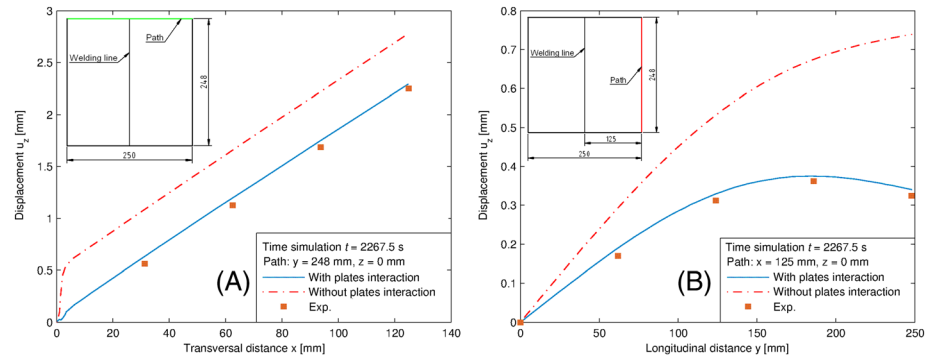 3
2.5
2
1.5
1
0.5
0
0 20 40 60 80 100 120 140
Displacement u_z [mm]
Transversal distance x [mm]
Path
Welding line
248
250
(A)
Time simulation t = 2267.5 s
Path: y = 248 mm, z = 0 mm
With plates interaction
Without plates interaction
Exp.
0.8
0.7
0.6
0.5
0.4
0.3
0.2
0.1
0
0 50 100 150 200 250
Displacement u_z [mm]
Longitudinal distance y [mm]
Welding line
Path
248
125
250
(B)
Time simulation t = 2267.5 s
Path: x = 125 mm, z = 0 mm
With plates interaction
Without plates interaction
Exp.